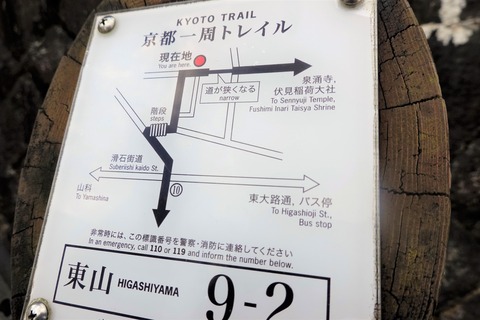 KYOTO TRAIL
京都一周トレイル
現在地
You are here.
泉涌寺,
伏見稲荷大社
To Sennyuji Temple,
Fushimi Inari Taisya Shrine
道が狭くなる
narrow
階段
steps
滑石街道
Suberiishi kaido St.
⑩
山科
To Yamashina
東大路通, バス停
To Higashioji St.,
Bus stop
非常時には, この標識番号を警察・消防に連絡してください
In an emergency, call 110 or 119 and inform the number below.
東山 HIGASHIYAMA 9-2